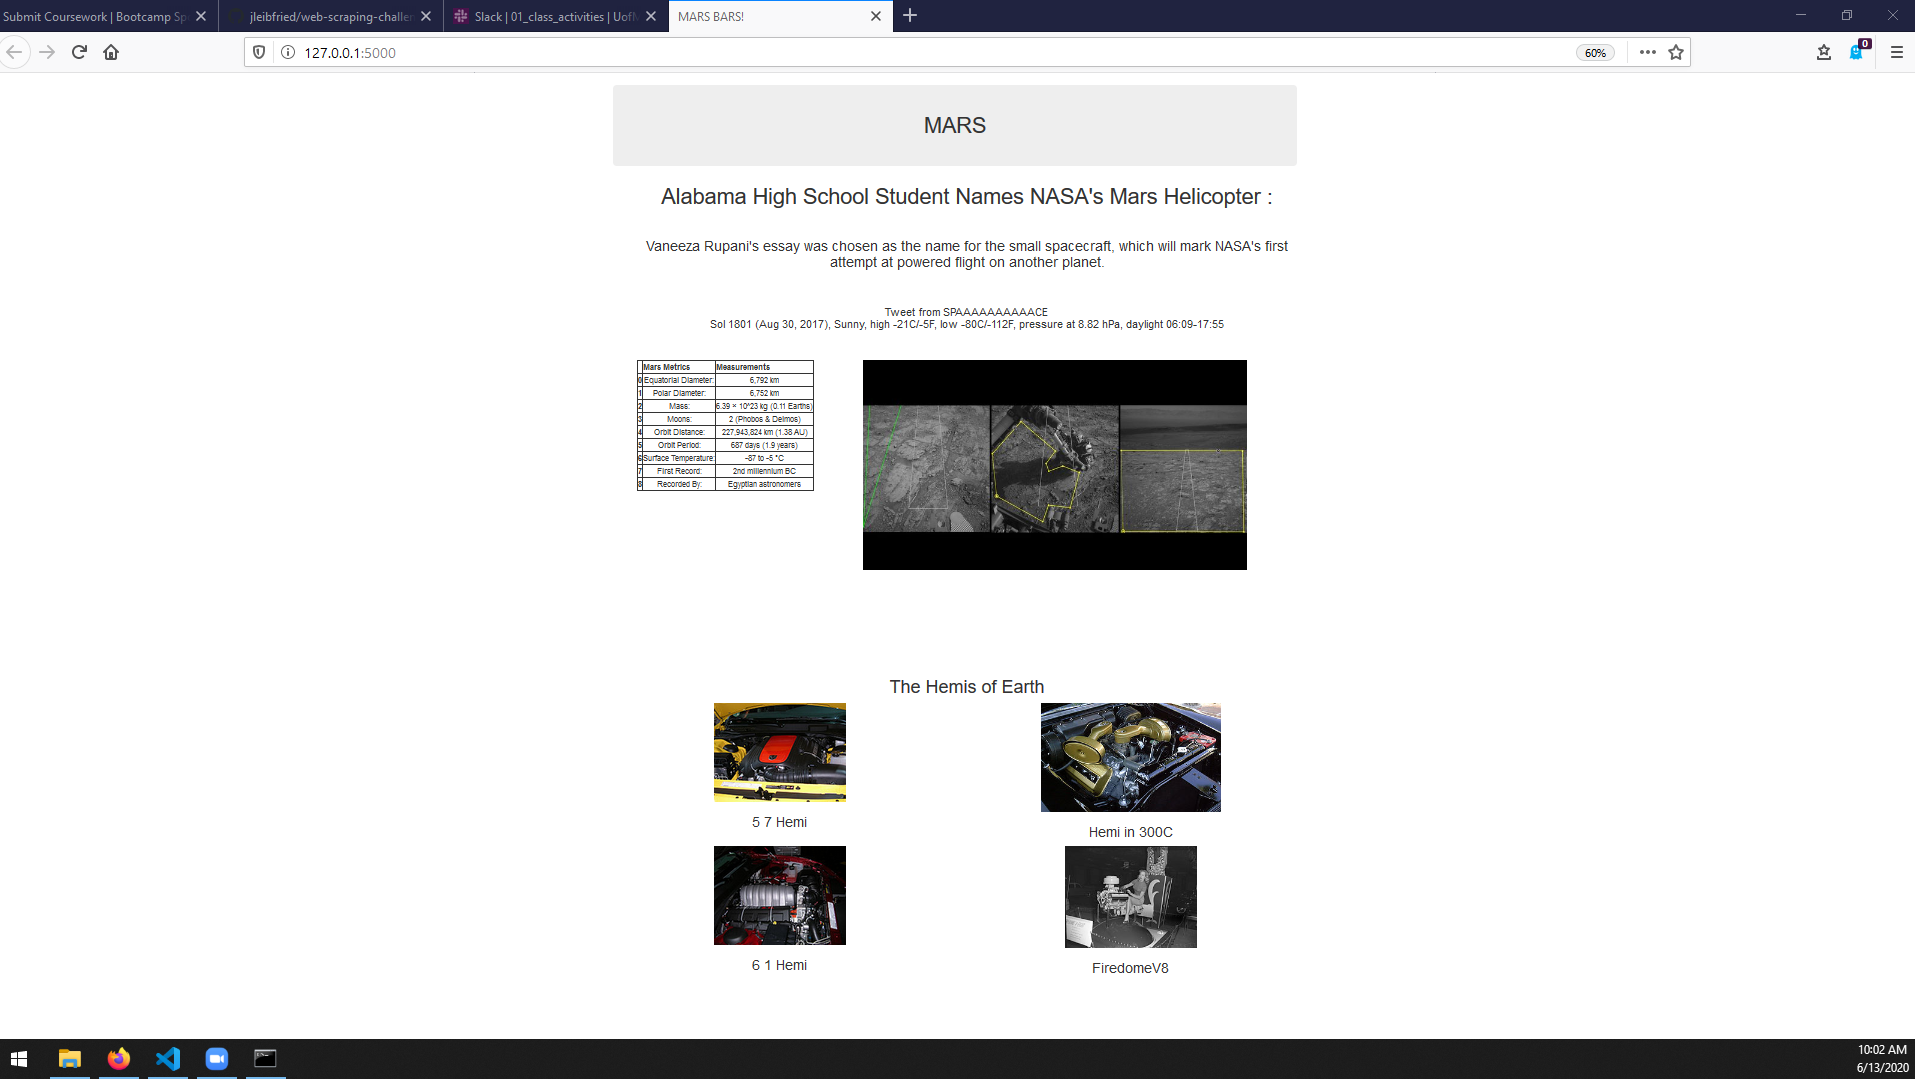 Submit Coursework | Bootcamp Sp
jleibfried/web-scraping-challen
Slack | 01_class_activities | UofM
MARS BARS!
127.0.0.1:5000
60%
0
MARS
Alabama High School Student Names NASA's Mars Helicopter :
Vaneeza Rupani's essay was chosen as the name for the small spacecraft, which will mark NASA's first
attempt at powered flight on another planet.
Tweet from SPAAAAAAAAAACE
Sol 1801 (Aug 30, 2017), Sunny, high -21C/-5F, low -80C/-112F, pressure at 8.82 hPa, daylight 06:09-17:55
Mars Metrics Measurements
0 Equatorial Diameter: 6,792 km
1 Polar Diameter: 6,752 km
2 Mass: 6.39 × 10^23 kg (0.11 Earths)
3 Moons: 2 (Phobos & Deimos)
4 Orbit Distance: 227,943,824 km (1.38 AU)
5 Orbit Period: 687 days (1.9 years)
6 Surface Temperature: -87 to -5 °C
7 First Record: 2nd millennium BC
8 Recorded By: Egyptian astronomers
The Hemis of Earth
5 7 Hemi
Hemi in 300C
6 1 Hemi
FiredomeV8
10:02 AM
6/13/2020